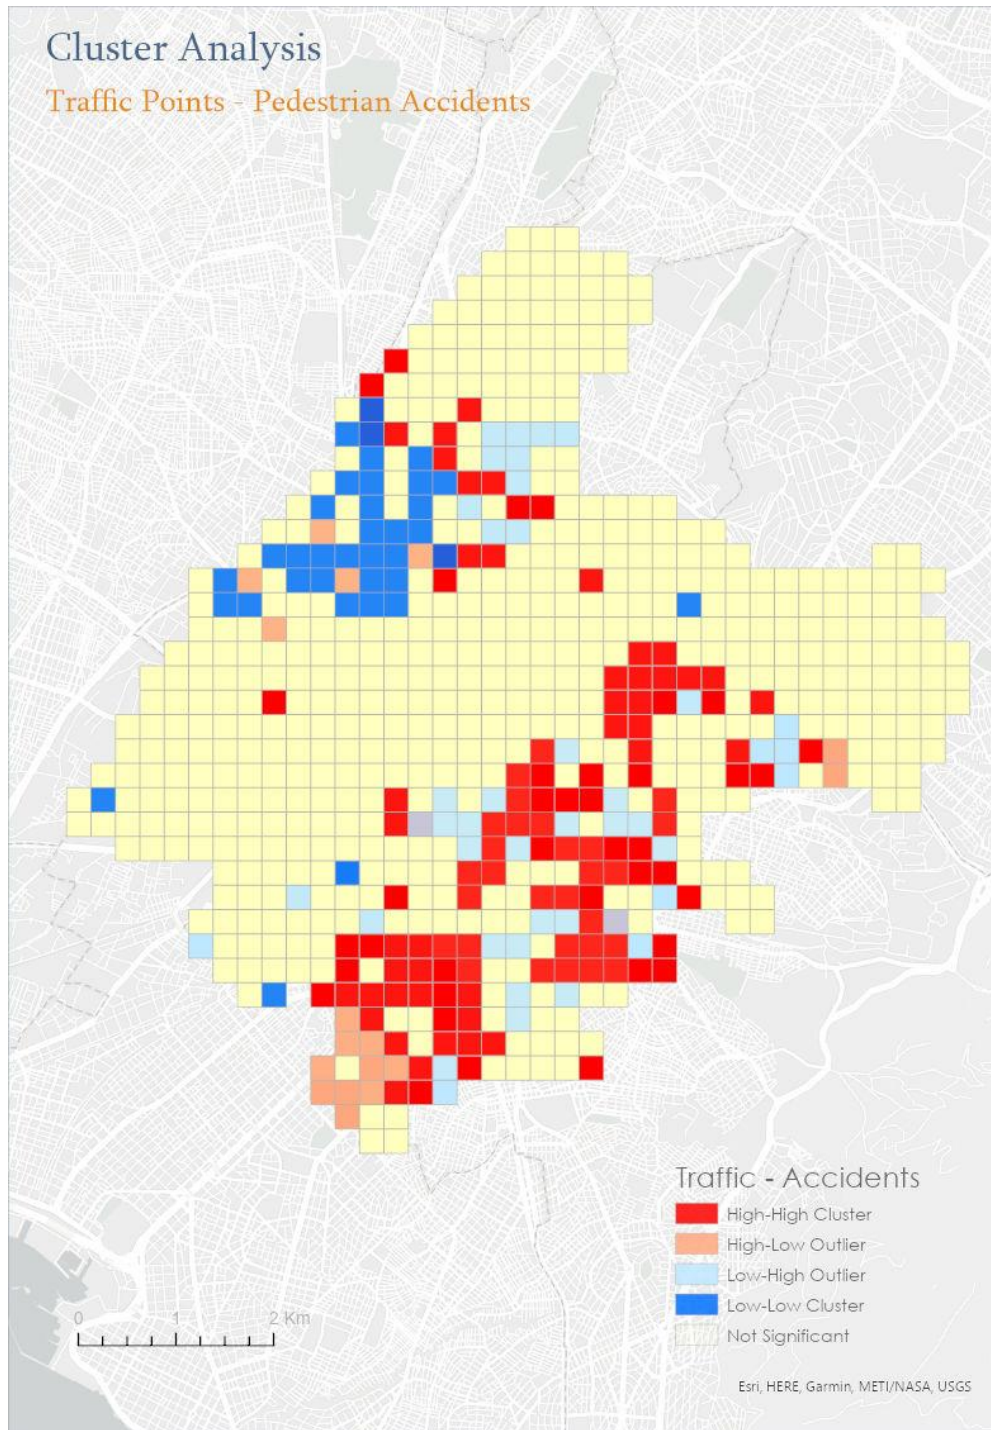 Cluster Analysis
Traffic Points - Pedestrian Accidents
Traffic - Accidents
High-High Cluster
High-Low Outlier
Low-High Outlier
Low-Low Cluster
Not Significant
0 1 2 Km
Esri, HERE, Garmin, METI/NASA, USGS